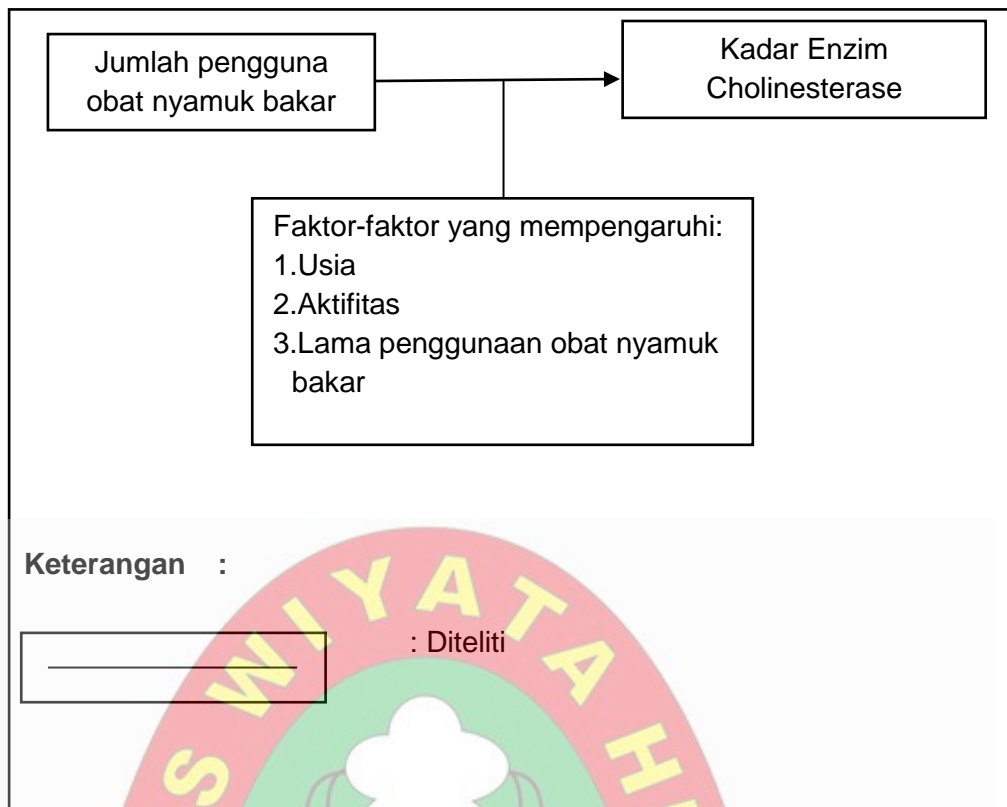 Jumlah pengguna
obat nyamuk bakar
Kadar Enzim
Cholinesterase
Faktor-faktor yang mempengaruhi:
1.Usia
2.Aktifitas
3.Lama penggunaan obat nyamuk
bakar
Keterangan :
: Diteliti
S WIYATA H